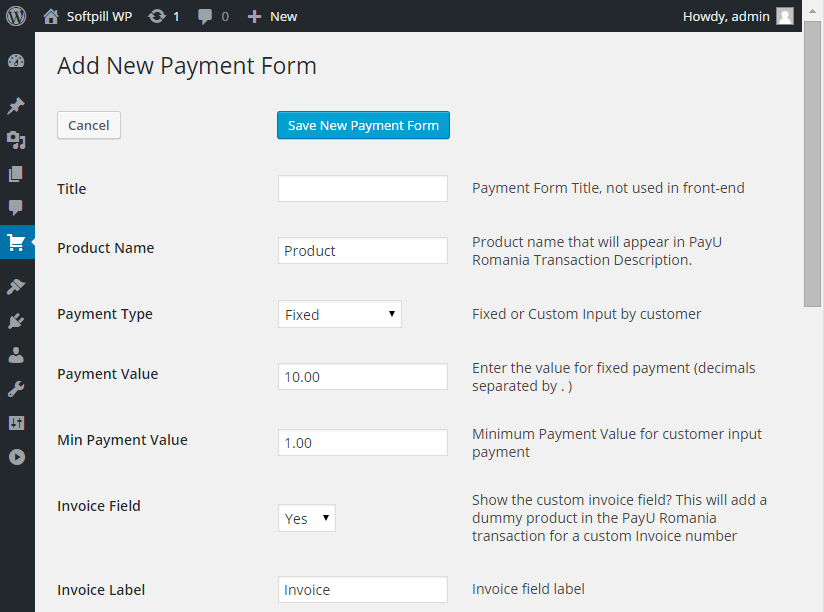 Softpill WP 1 0 New Howdy, admin
Add New Payment Form
Cancel Save New Payment Form
Title Payment Form Title, not used in front-end
Product Name Product Product name that will appear in PayU
Romania Transaction Description.
Payment Type Fixed Fixed or Custom Input by customer
Payment Value 10.00 Enter the value for fixed payment (decimals
separated by . )
Min Payment Value 1.00 Minimum Payment Value for customer input
payment
Invoice Field Yes Show the custom invoice field? This will add a
dummy product in the PayU Romania
transaction for a custom Invoice number
Invoice Label Invoice Invoice field label